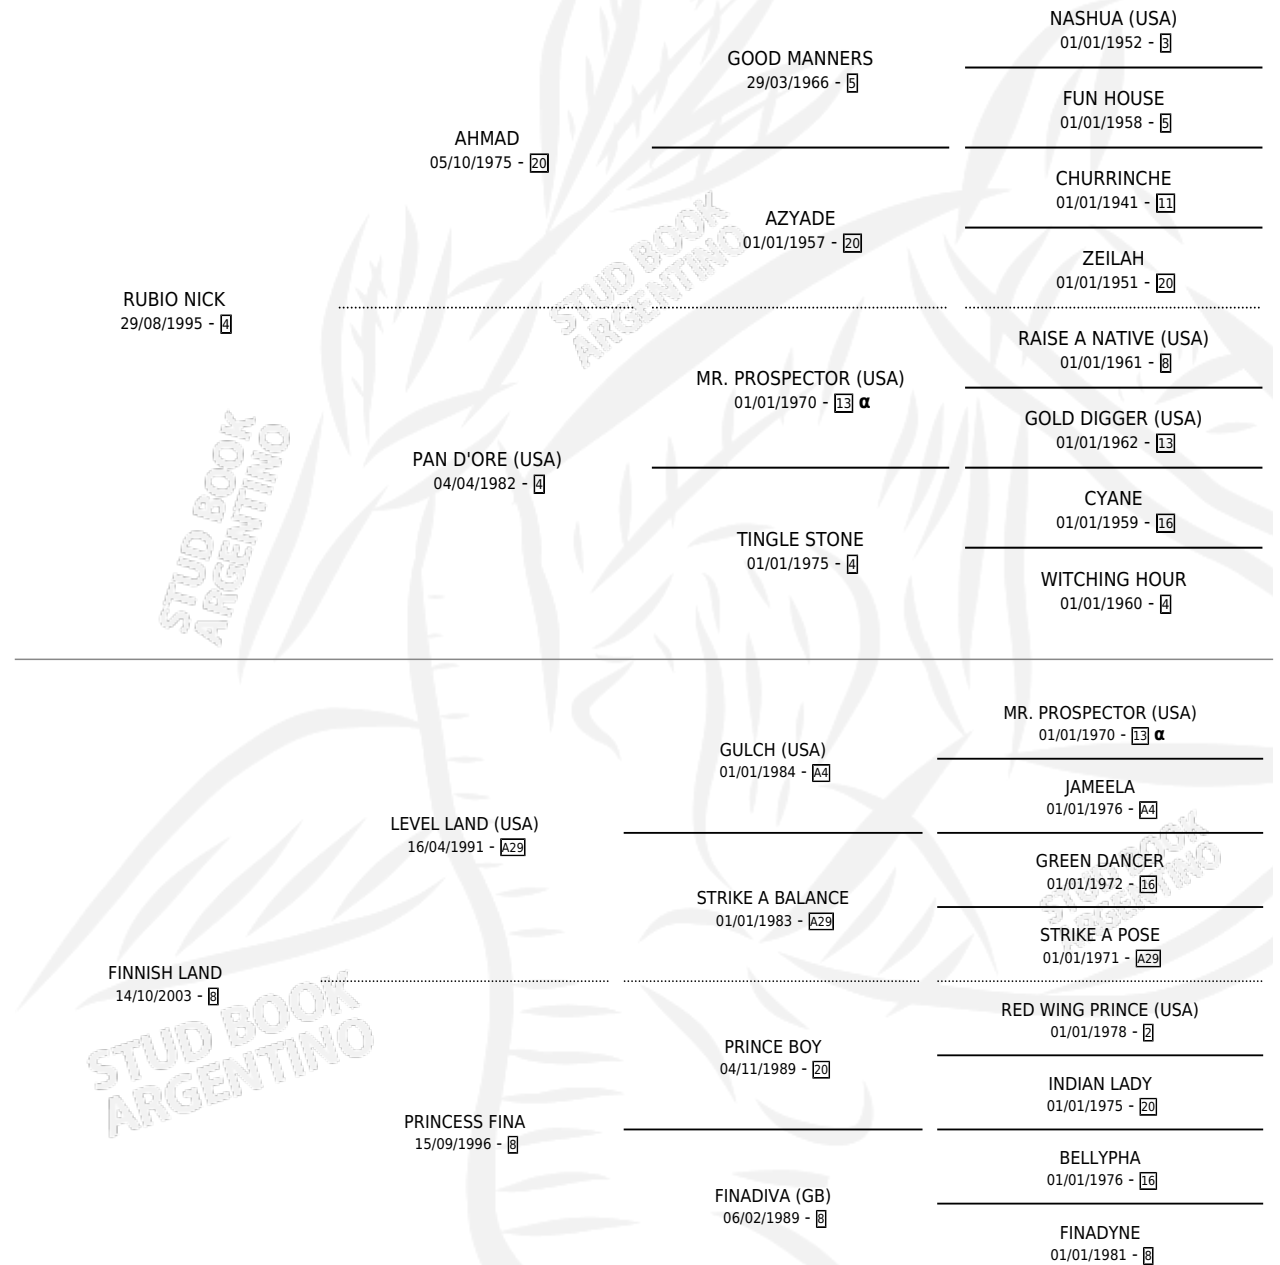 NASHUA (USA)
01/01/1952 - 3
GOOD MANNERS
29/03/1966 - 5
FUN HOUSE
01/01/1958 - 5
AHMAD
05/10/1975 - 20
CHURRINCHE
01/01/1941 - 11
AZYADE
01/01/1957 - 20
ZEILAH
01/01/1951 - 20
STUD BOOK
ARGENTINO
RUBIO NICK
29/08/1995 - 4
RAISE A NATIVE (USA)
01/01/1961 - 8
MR. PROSPECTOR (USA)
01/01/1970 - 13 α
GOLD DIGGER (USA)
01/01/1962 - 13
PAN D'ORE (USA)
04/04/1982 - 4
CYANE
01/01/1959 - 16
TINGLE STONE
01/01/1975 - 4
WITCHING HOUR
01/01/1960 - 4
STUD BOOK
ARGENTINO
MR. PROSPECTOR (USA)
01/01/1970 - 13 α
GULCH (USA)
01/01/1984 - A4
JAMEELA
01/01/1976 - A4
LEVEL LAND (USA)
16/04/1991 - A29
GREEN DANCER
01/01/1972 - 16
STRIKE A BALANCE
01/01/1983 - A29
STRIKE A POSE
01/01/1971 - A29
STUD BOOK
ARGENTINO
FINNISH LAND
14/10/2003 - 8
RED WING PRINCE (USA)
01/01/1978 - 2
PRINCE BOY
04/11/1989 - 20
INDIAN LADY
01/01/1975 - 20
STUD BOOK
ARGENTINO
PRINCESS FINA
15/09/1996 - 8
BELLYPHA
01/01/1976 - 16
FINADIVA (GB)
06/02/1989 - 8
FINADYNE
01/01/1981 - 8